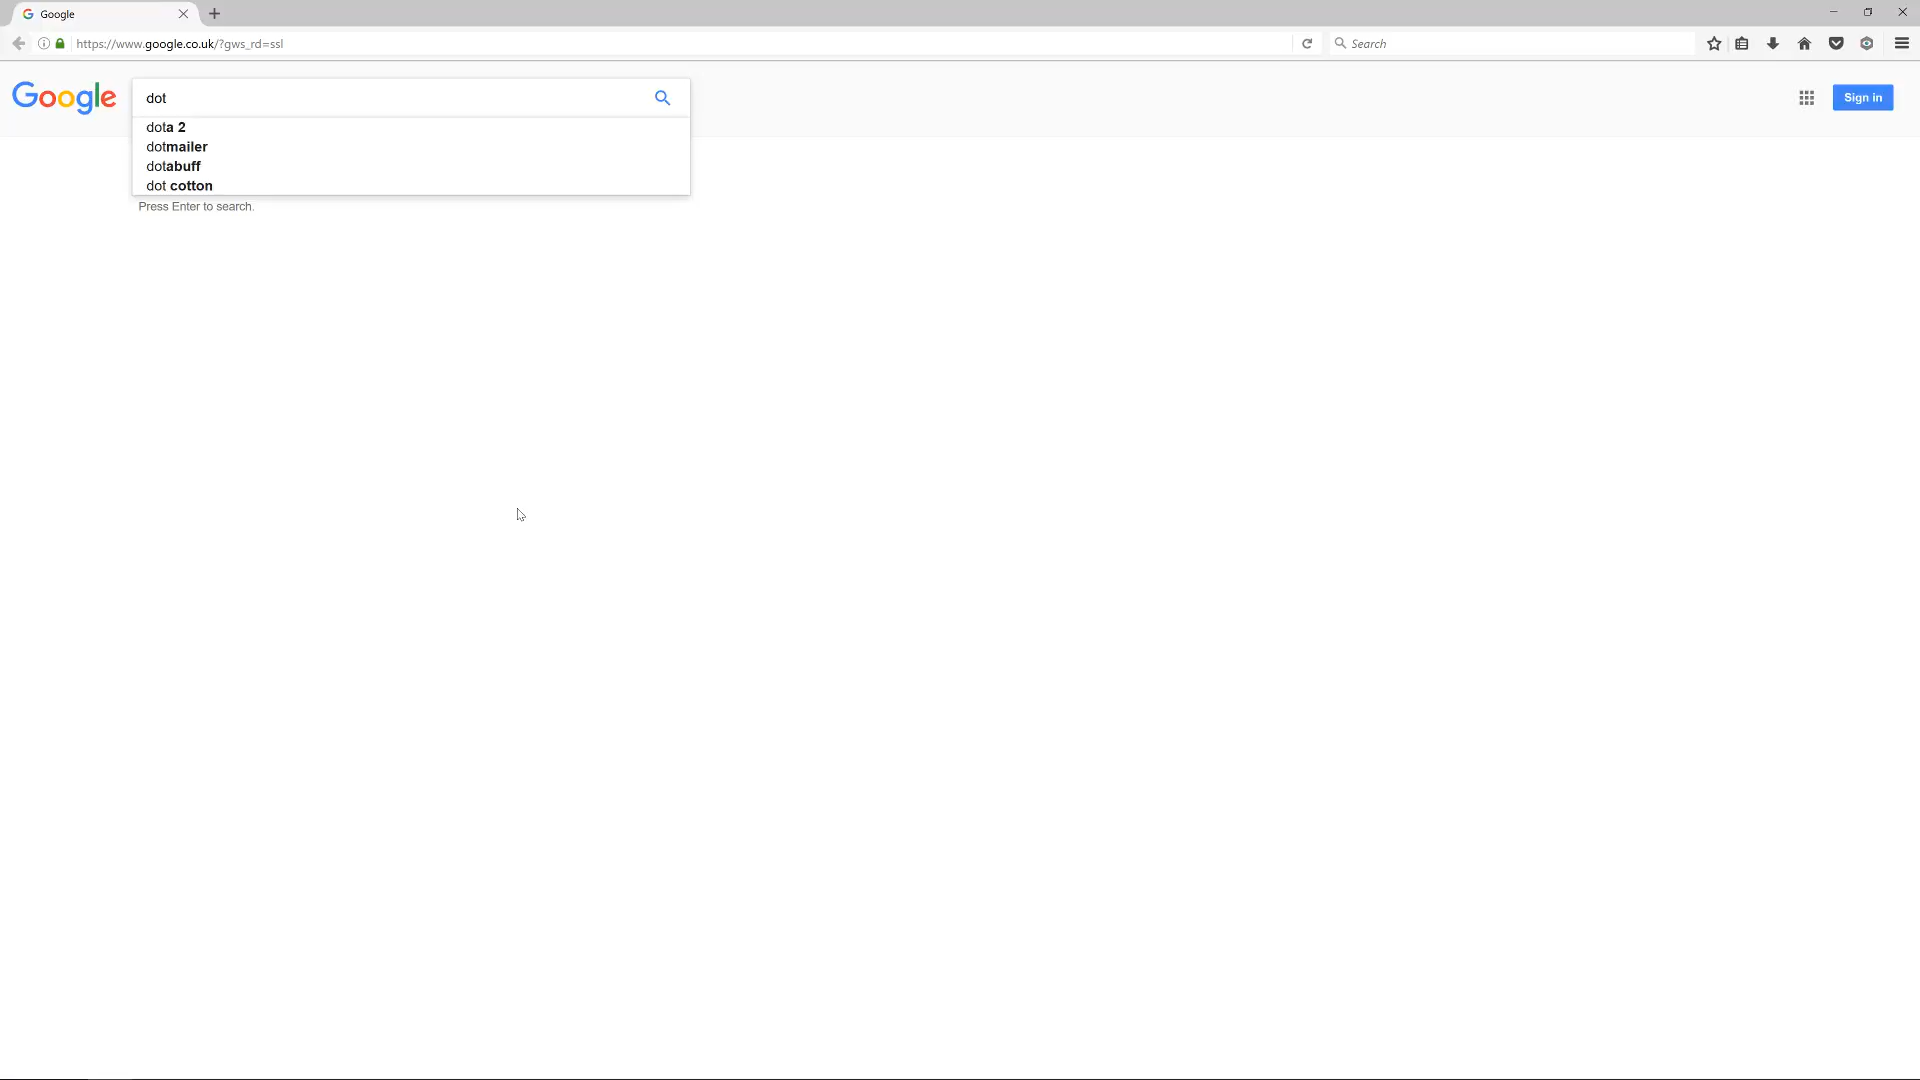 Google
https://www.google.co.uk/?gws_rd=ssl
Search
Google
dot
Sign in
dota 2
dotmailer
dotabuff
dot cotton
Press Enter to search.